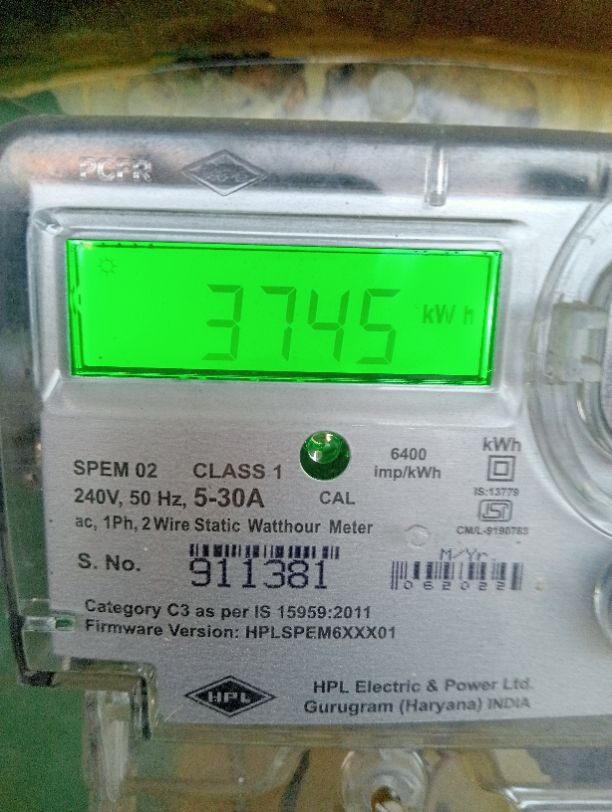 PCPR
3745 kWh
SPEM 02 CLASS 1
6400
imp/kWh
kWh
240V, 50 Hz, 5-30A
CAL
IS:13779
ISI
ac, 1Ph, 2 Wire Static Watthour Meter
CM/L-9190783
S. No. 911381
M/Yr.
062022
Category C3 as per IS 15959:2011
Firmware Version: HPLSPEM6XXX01
HPL
HPL Electric & Power Ltd.
Gurugram (Haryana) INDIA